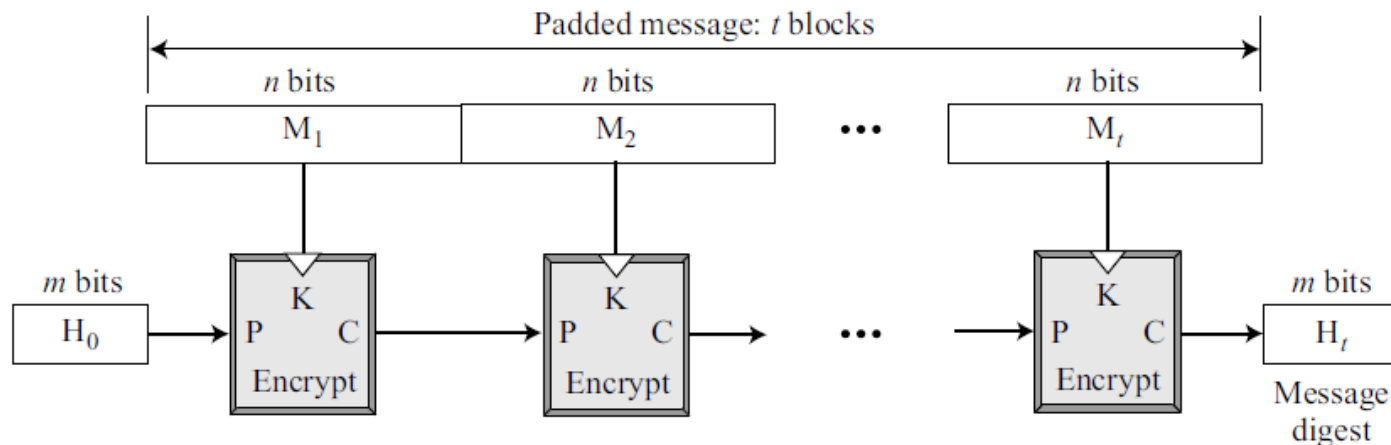 Padded message: t blocks
n bits n bits n bits
M₁ M₂ ••• Mₜ
m bits K K K m bits
H₀ P C P C ••• P C Hₜ
Encrypt Encrypt Encrypt Message
digest